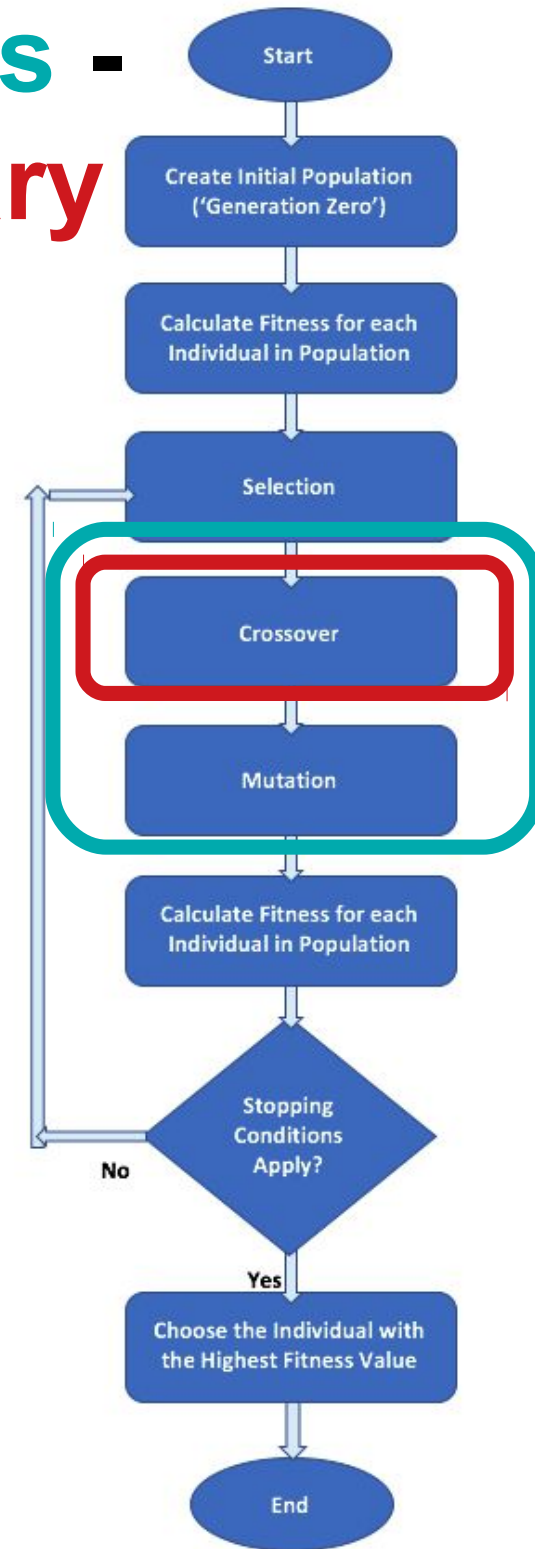 s -
ry
Start
Create Initial Population
(‘Generation Zero’)
Calculate Fitness for each
Individual in Population
Selection
Crossover
Mutation
Calculate Fitness for each
Individual in Population
Stopping
Conditions
Apply?
No
Yes
Choose the Individual with
the Highest Fitness Value
End